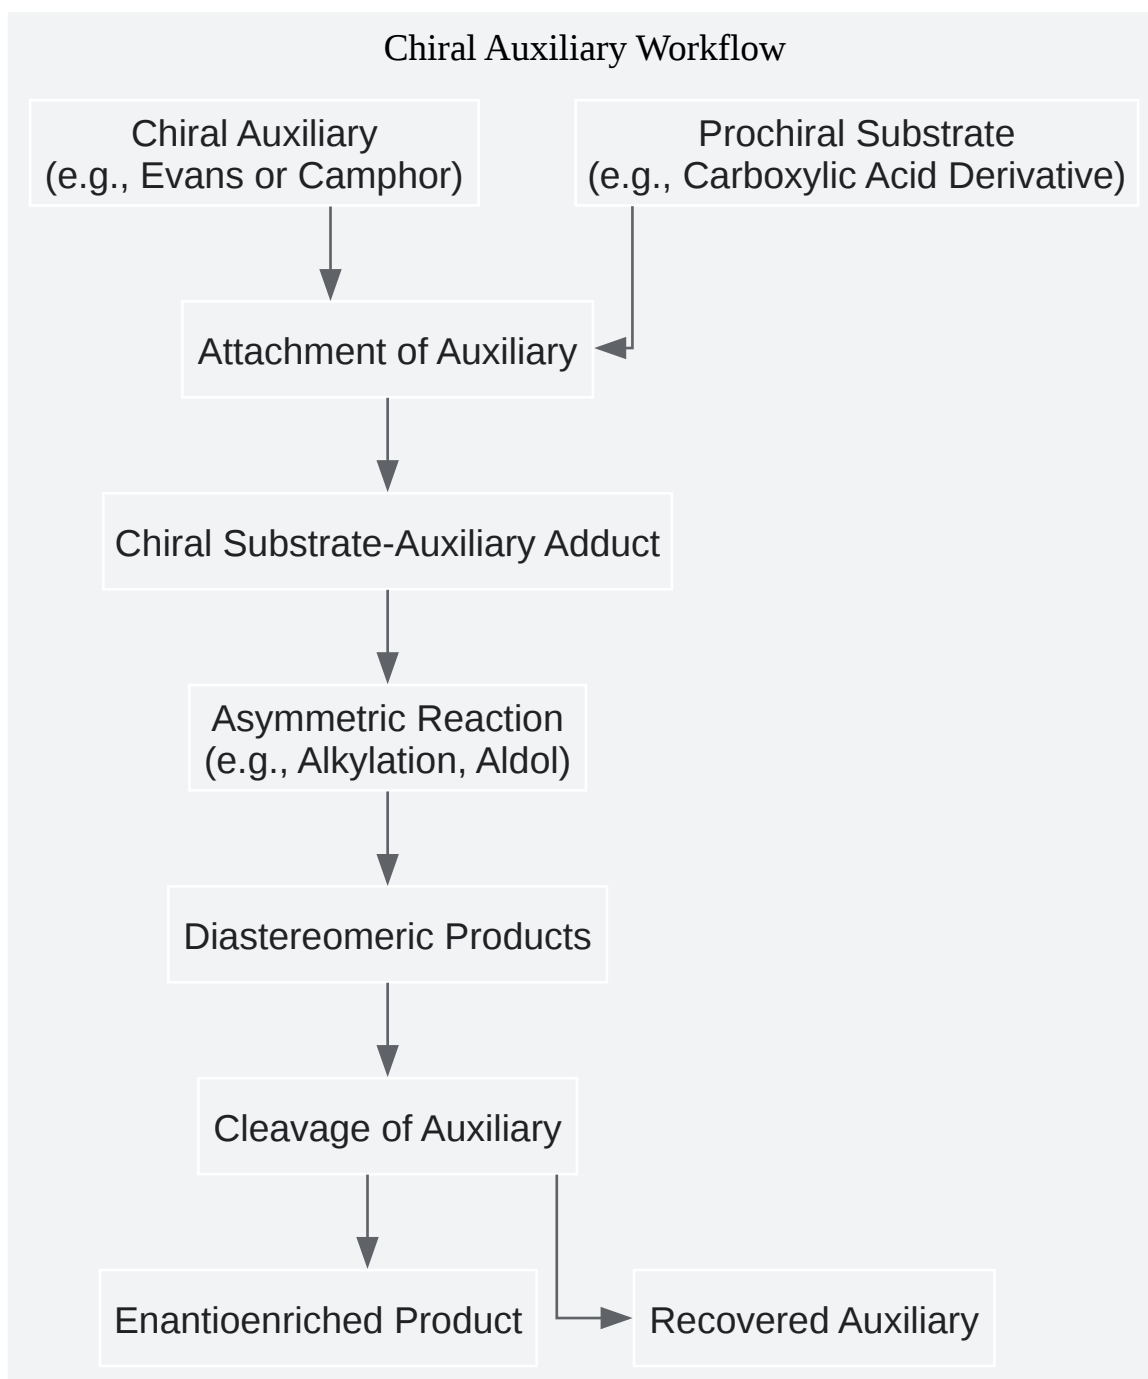 Chiral Auxiliary Workflow
Chiral Auxiliary
(e.g., Evans or Camphor)
Prochiral Substrate
(e.g., Carboxylic Acid Derivative)
Attachment of Auxiliary
Chiral Substrate-Auxiliary Adduct
Asymmetric Reaction
(e.g., Alkylation, Aldol)
Diastereomeric Products
Cleavage of Auxiliary
Enantioenriched Product
Recovered Auxiliary